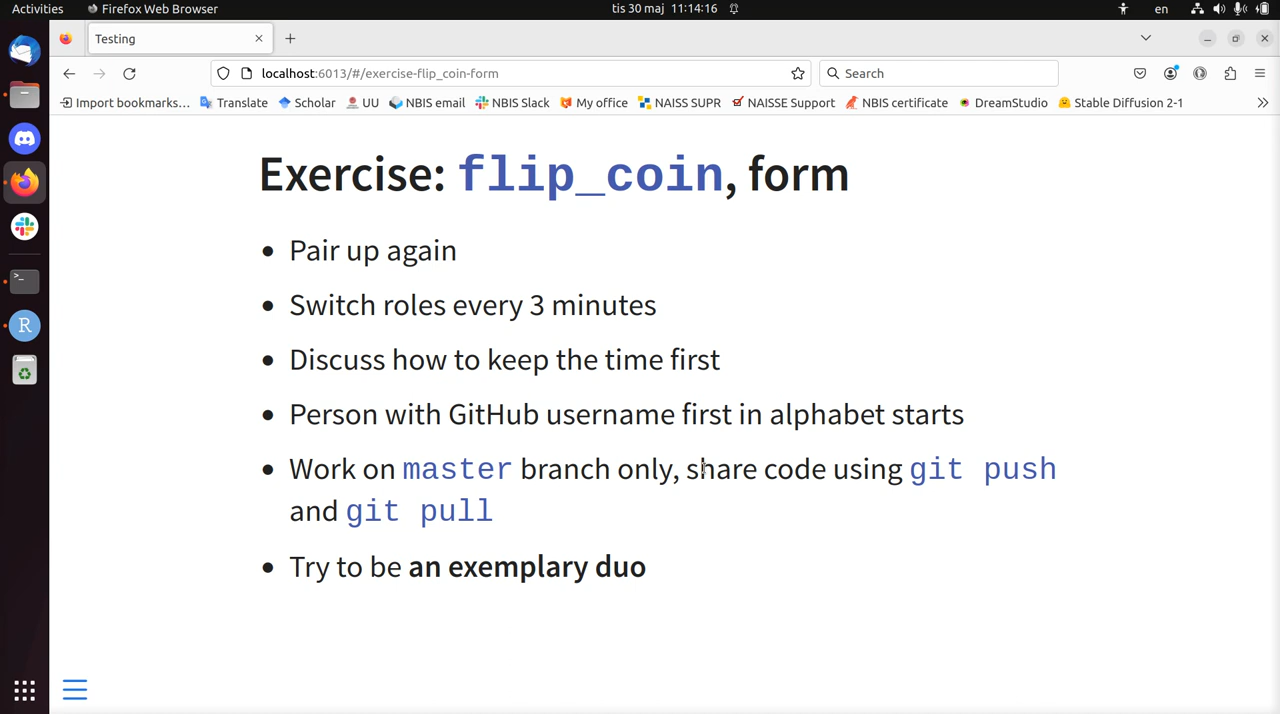 Activities
Firefox Web Browser
tis 30 maj 11:14:16
en
Testing
localhost:6013/#/exercise-flip_coin-form
Search
Import bookmarks...
Translate
Scholar
UU
NBIS email
NBIS Slack
My office
NAISS SUPR
NAISSE Support
NBIS certificate
DreamStudio
Stable Diffusion 2-1
Exercise: flip_coin, form
Pair up again
Switch roles every 3 minutes
Discuss how to keep the time first
Person with GitHub username first in alphabet starts
Work on master branch only, share code using git push
and git pull
Try to be an exemplary duo
R